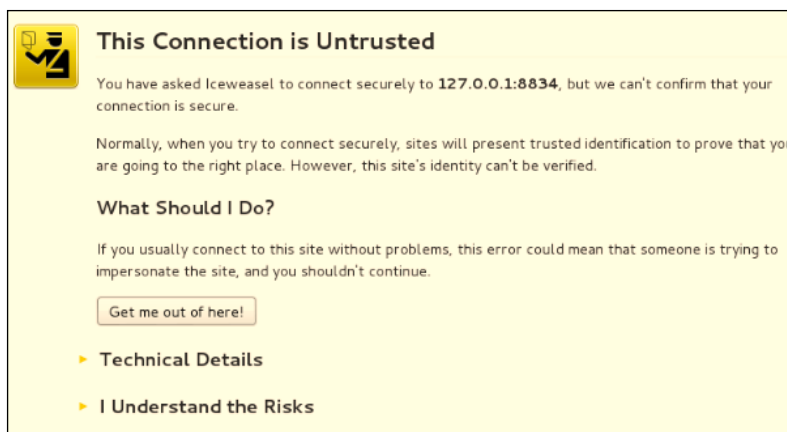 This Connection is Untrusted
You have asked Iceweasel to connect securely to 127.0.0.1:8834, but we can't confirm that your
connection is secure.
Normally, when you try to connect securely, sites will present trusted identification to prove that you
are going to the right place. However, this site's identity can't be verified.
What Should I Do?
If you usually connect to this site without problems, this error could mean that someone is trying to
impersonate the site, and you shouldn't continue.
Get me out of here!
Technical Details
I Understand the Risks